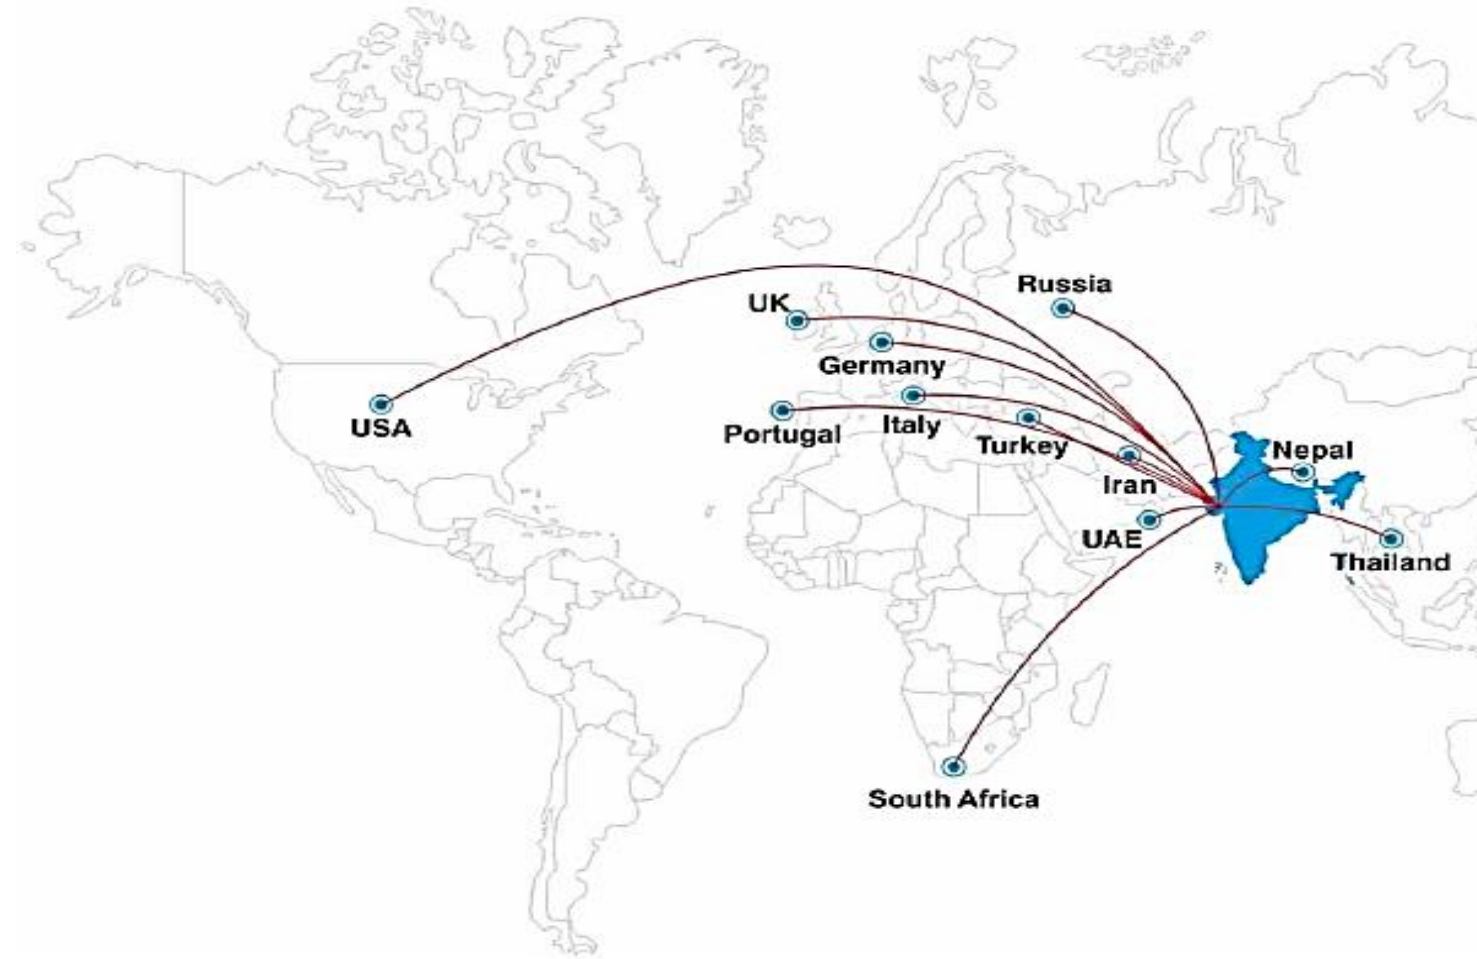 Russia
UK
Germany
USA
Portugal
Italy
Turkey
Nepal
Iran
UAE
Thailand
South Africa